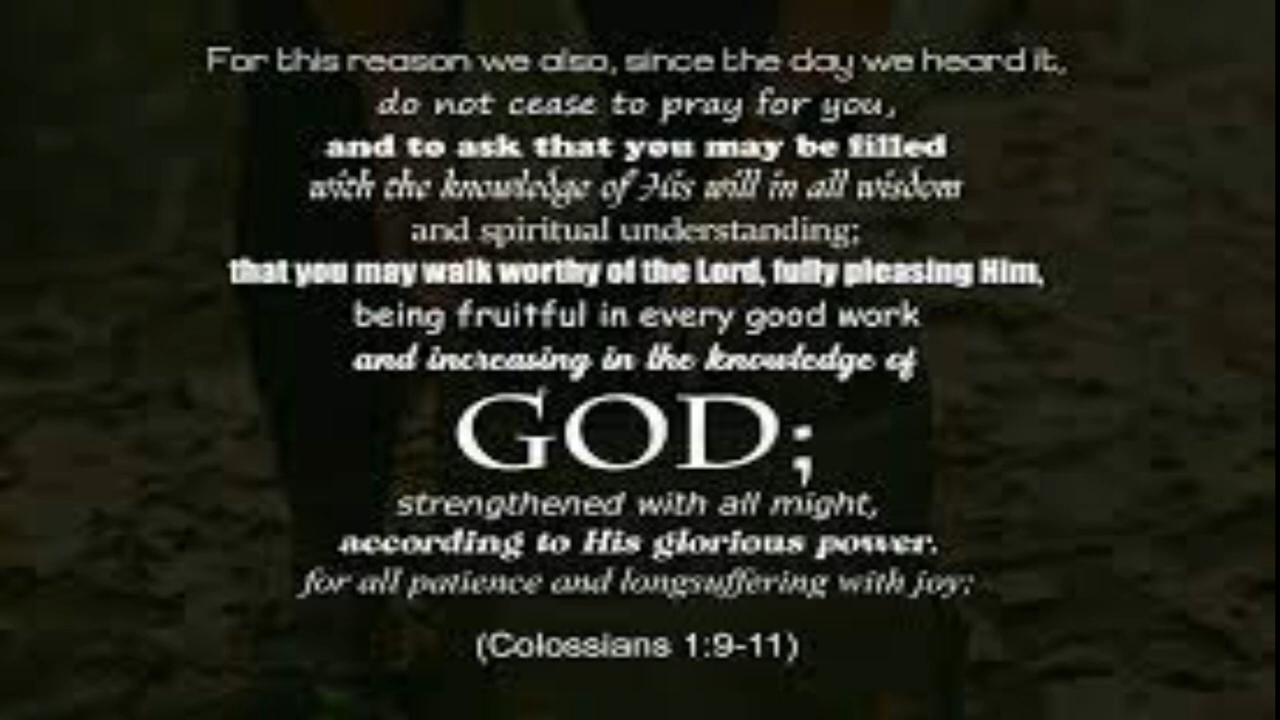 For this reason we also, since the day we heard it,
do not cease to pray for you,
and to ask that you may be filled
with the knowledge of His will in all wisdom
and spiritual understanding;
that you may walk worthy of the Lord, fully pleasing Him,
being fruitful in every good work
and increasing in the knowledge of
GOD;
strengthened with all might,
according to His glorious power.
for all patience and longsuffering with joy;
(Colossians 1:9-11)